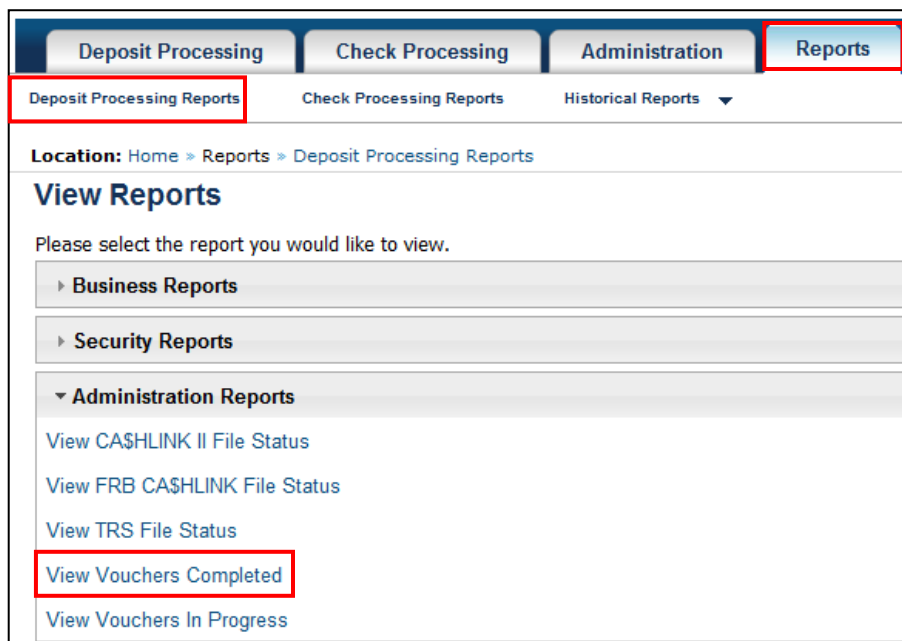 Deposit Processing Check Processing Administration Reports
Deposit Processing Reports Check Processing Reports Historical Reports
Location: Home » Reports » Deposit Processing Reports
View Reports
Please select the report you would like to view.
Business Reports
Security Reports
Administration Reports
View CA$HLINK II File Status
View FRB CA$HLINK File Status
View TRS File Status
View Vouchers Completed
View Vouchers In Progress